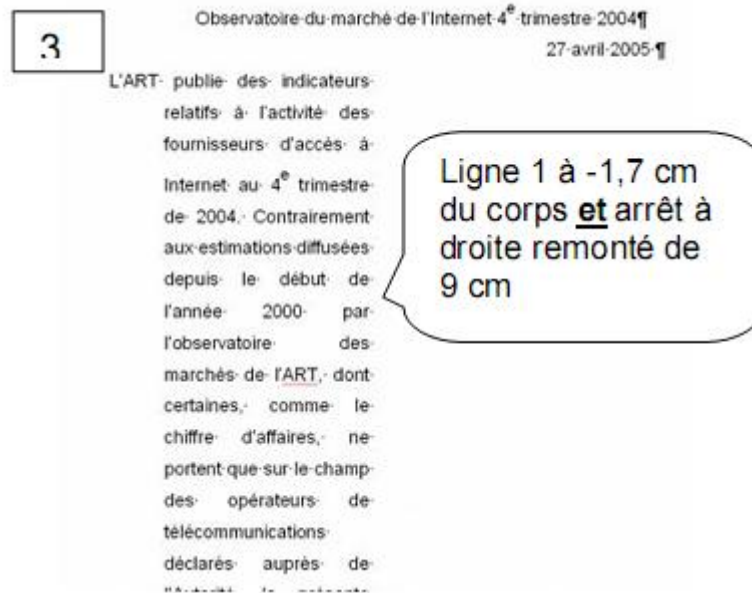 3
Observatoire du marché de l'Internet 4e trimestre 2004¶
27 avril 2005 ¶
L'ART publie des indicateurs
relatifs à l'activité des
fournisseurs d'accès à
Internet au 4e trimestre
de 2004. Contrairement
aux estimations diffusées
depuis le début de
l'année 2000 par
l'observatoire des
marchés de l'ART, dont
certaines, comme le
chiffre d'affaires, ne
portent que sur le champ
des opérateurs de
télécommunications
déclarés auprès de
Ligne 1 à -1,7 cm
du corps et arrêt à
droite remonté de
9 cm